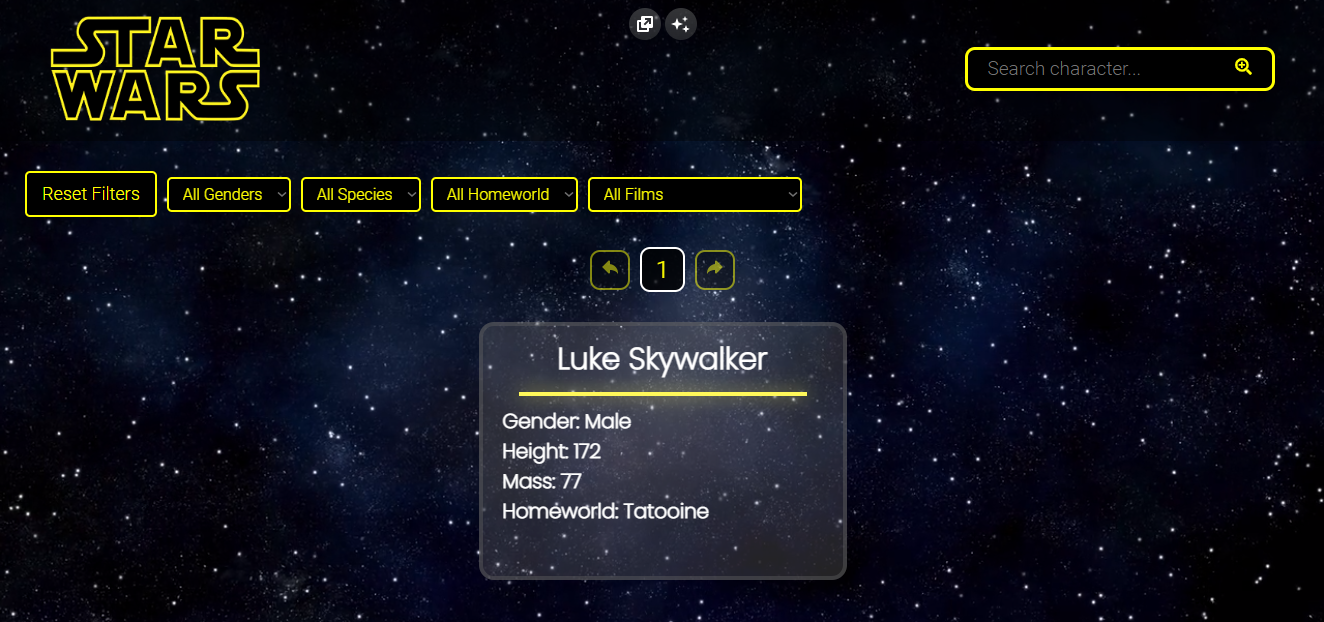 STAR
WARS
Search character...
Reset Filters
All Genders
All Species
All Homeworld
All Films
1
Luke Skywalker
Gender: Male
Height: 172
Mass: 77
Homeworld: Tatooine